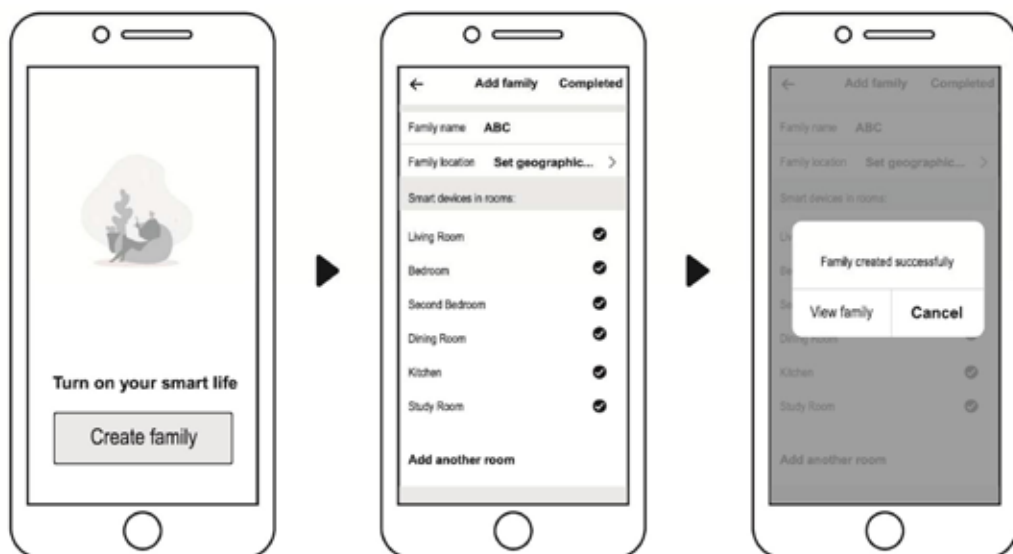 Turn on your smart life
Create family
← Add family Completed
Family name ABC
Family location Set geographic... >
Smart devices in rooms:
Living Room
Bedroom
Second Bedroom
Dining Room
Kitchen
Study Room
Add another room
← Add family Completed
Family name ABC
Family location Set geographic... >
Smart devices in rooms:
Family created successfully
View family Cancel
Dining Room
Kitchen
Study Room
Add another room